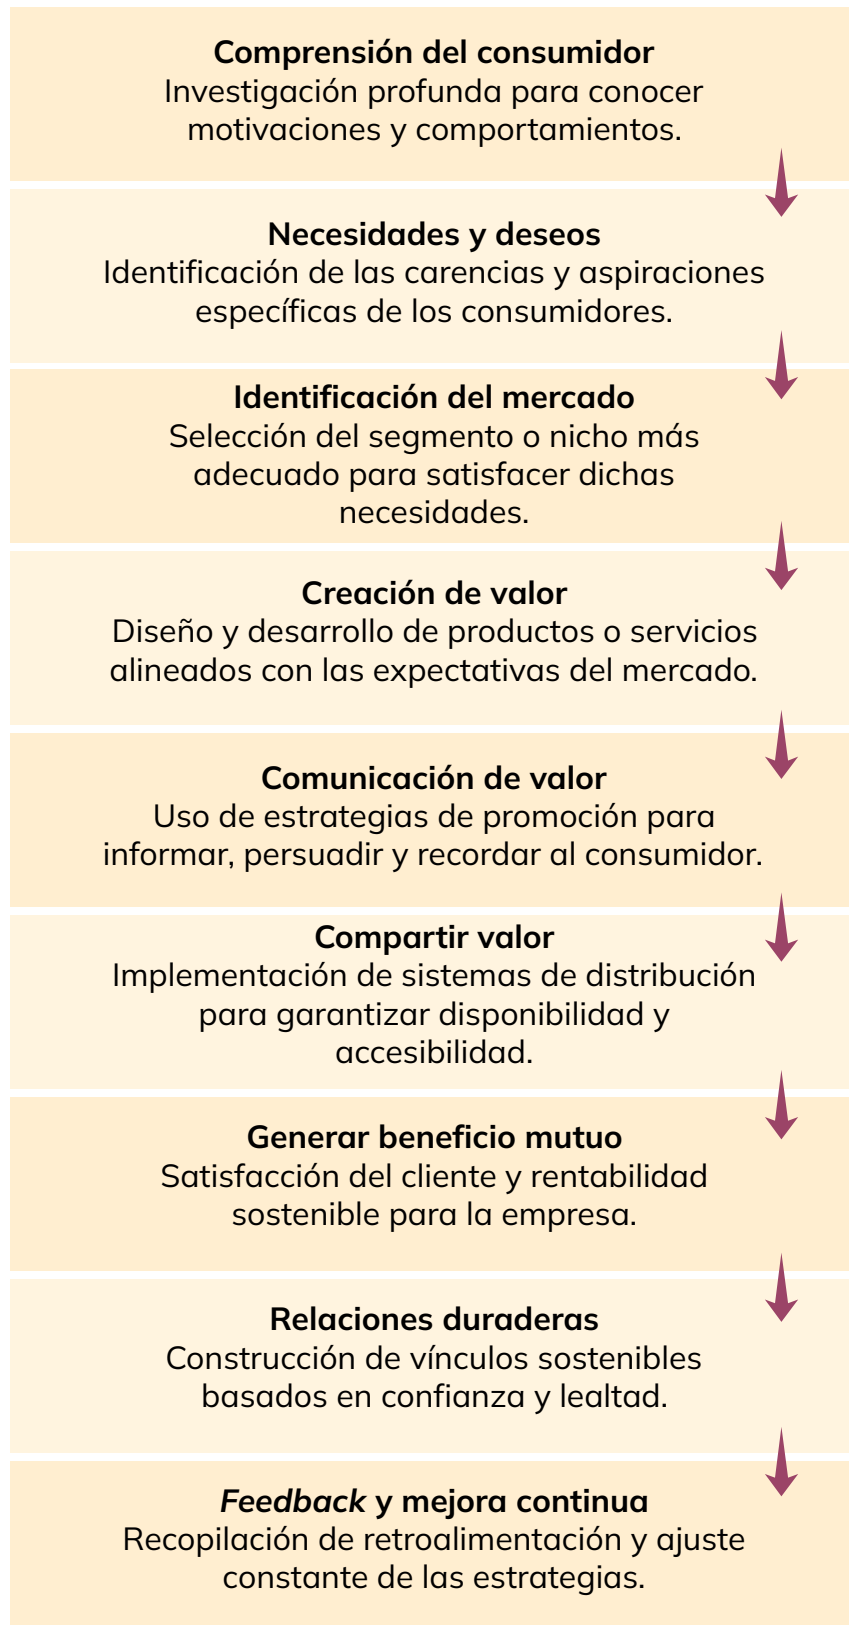 Comprensión del consumidor
Investigación profunda para conocer
motivaciones y comportamientos.
Necesidades y deseos
Identificación de las carencias y aspiraciones
específicas de los consumidores.
Identificación del mercado
Selección del segmento o nicho más
adecuado para satisfacer dichas
necesidades.
Creación de valor
Diseño y desarrollo de productos o servicios
alineados con las expectativas del mercado.
Comunicación de valor
Uso de estrategias de promoción para
informar, persuadir y recordar al consumidor.
Compartir valor
Implementación de sistemas de distribución
para garantizar disponibilidad y
accesibilidad.
Generar beneficio mutuo
Satisfacción del cliente y rentabilidad
sostenible para la empresa.
Relaciones duraderas
Construcción de vínculos sostenibles
basados en confianza y lealtad.
Feedback y mejora continua
Recopilación de retroalimentación y ajuste
constante de las estrategias.